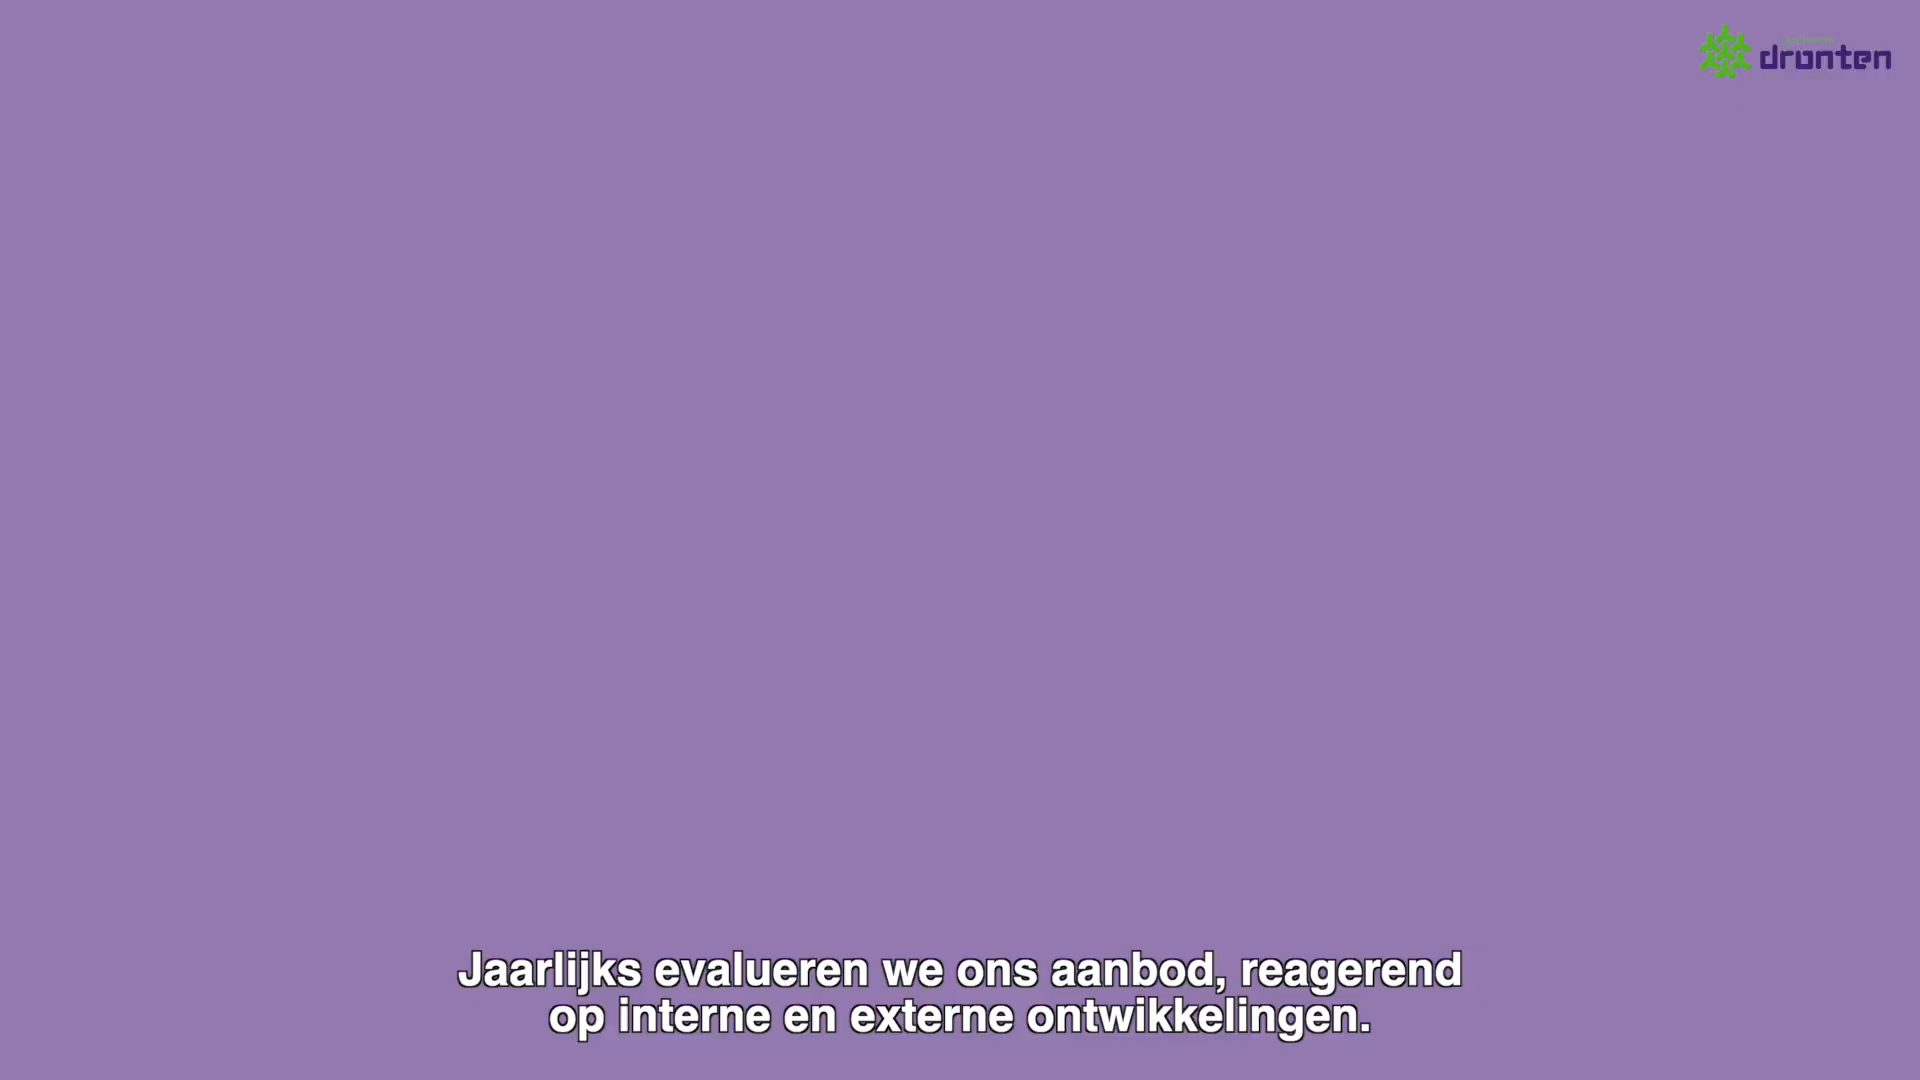 dronten
Jaarlijks evalueren we ons aanbod, reagerend
op interne en externe ontwikkelingen.